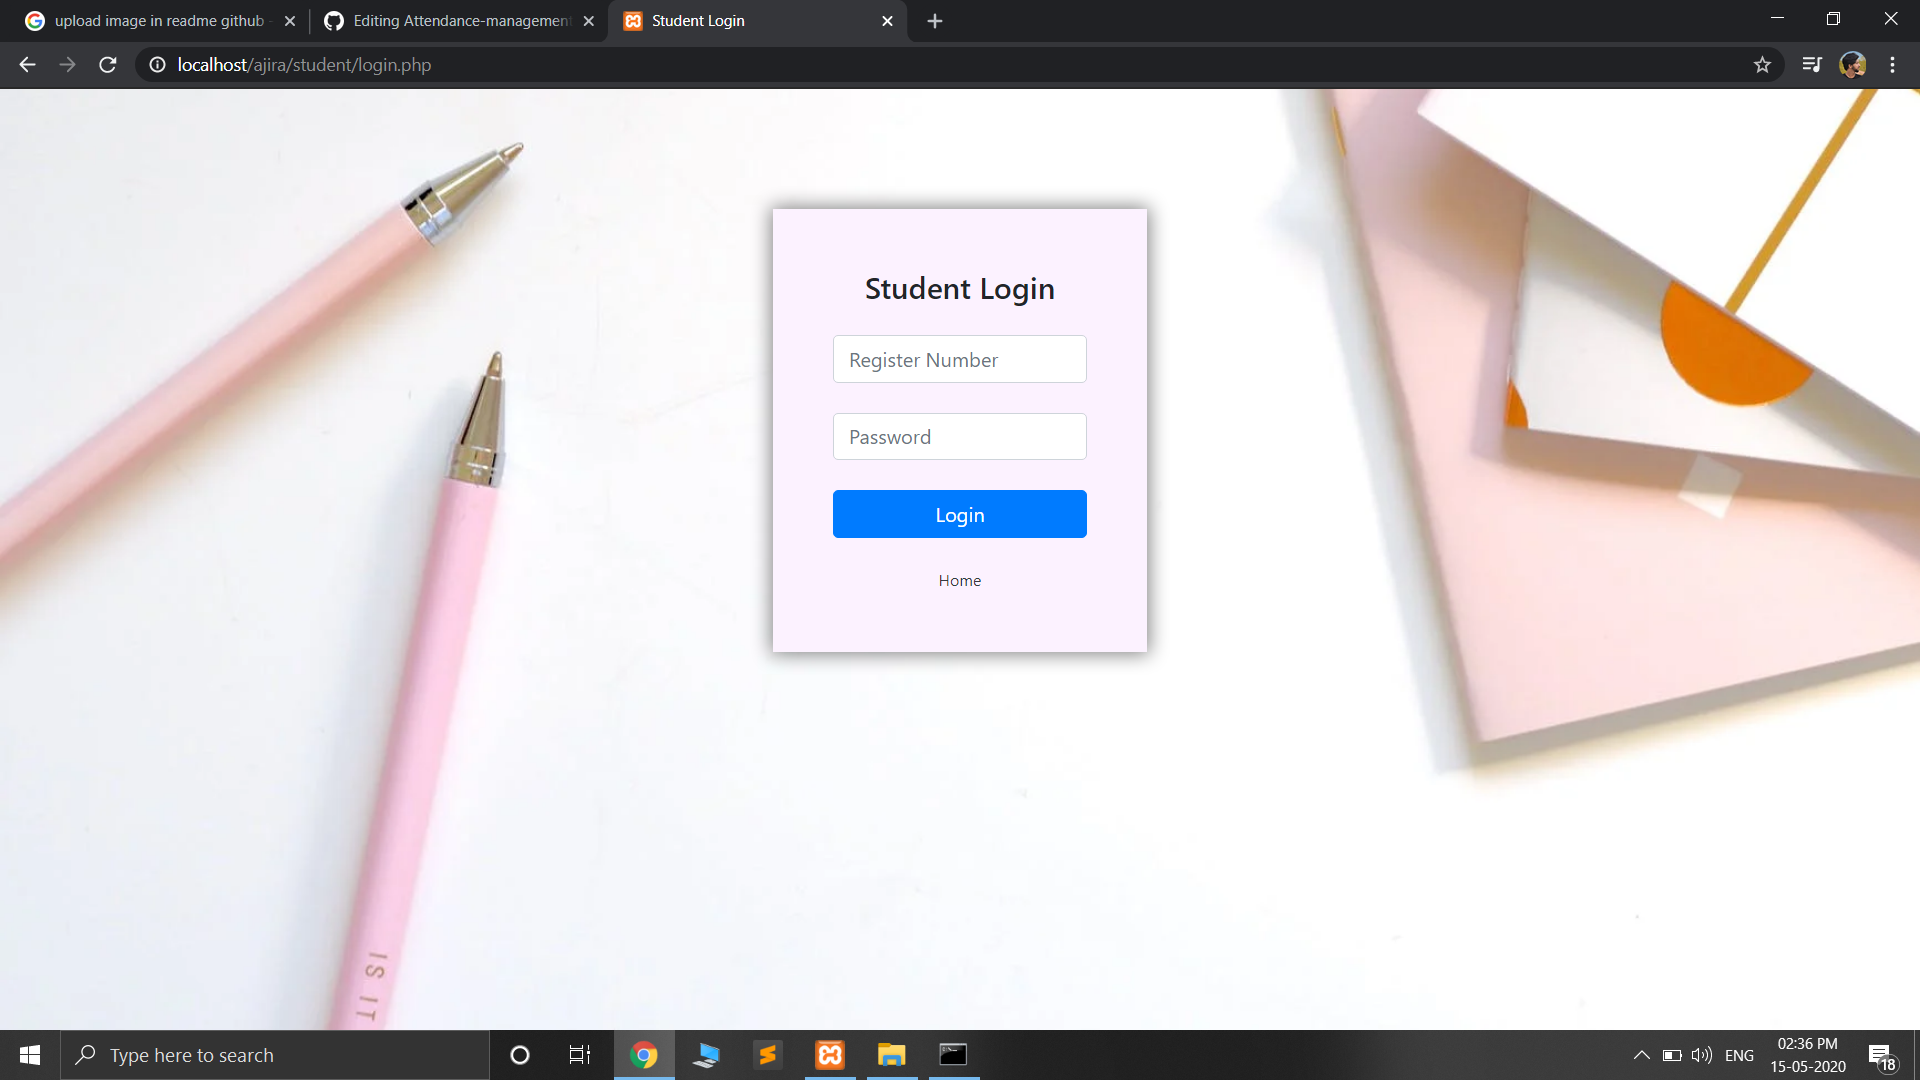 upload image in readme github -
Editing Attendance-management
Student Login
localhost/ajira/student/login.php
Student Login
Register Number
Password
Login
Home
IS IT
Type here to search
ENG
02:36 PM
15-05-2020
18